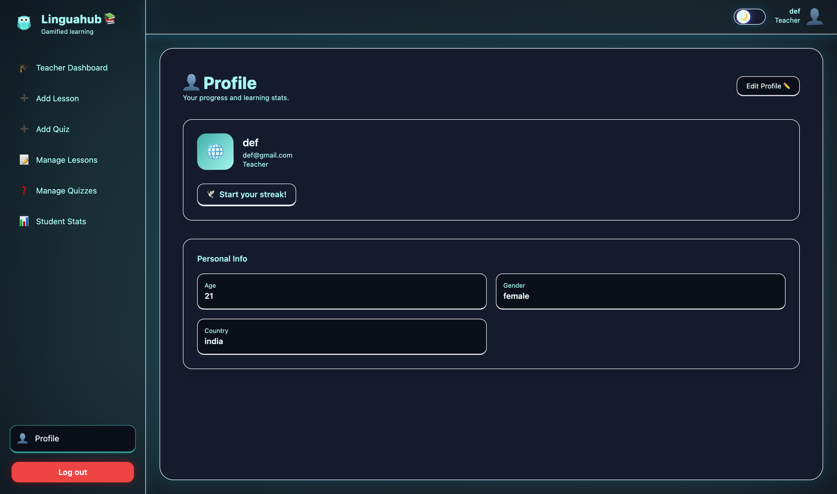 Linguahub
Gamified learning
def
Teacher
Teacher Dashboard
Add Lesson
Add Quiz
Manage Lessons
Manage Quizzes
Student Stats
Profile
Log out
Profile
Your progress and learning stats.
Edit Profile
def
def@gmail.com
Teacher
Start your streak!
Personal Info
Age
21
Gender
female
Country
india